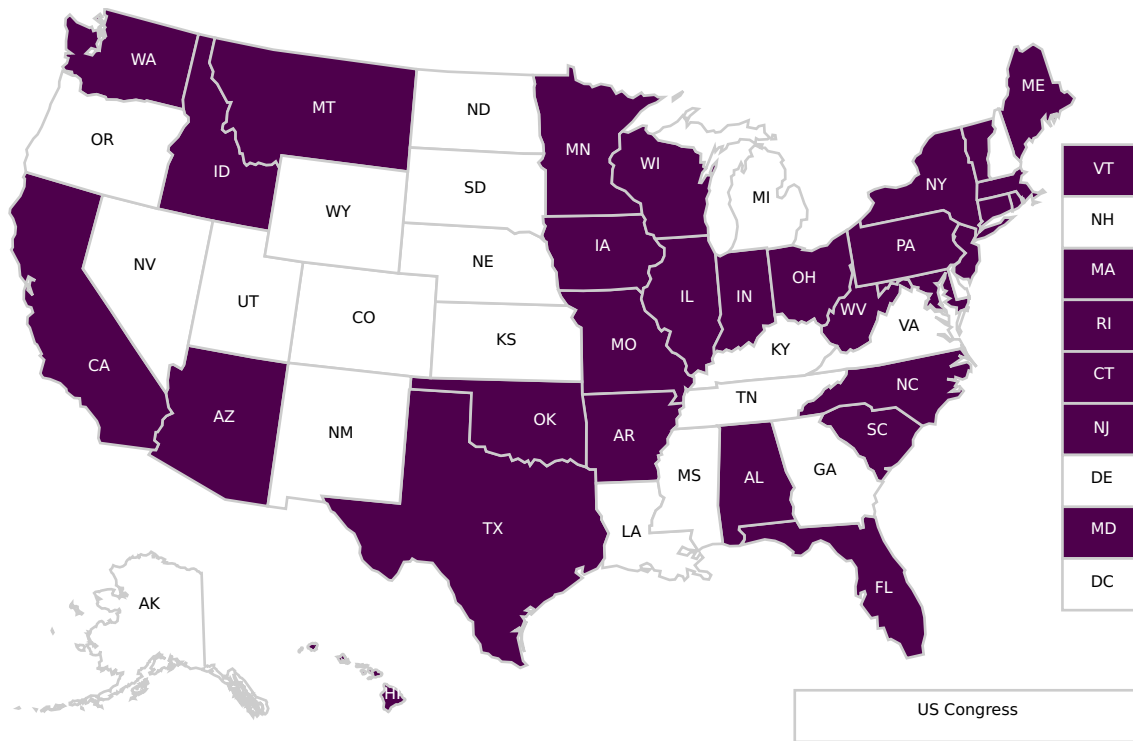 WA
ME
MT
ND
OR
MN
WI
VT
ID
SD
NY
MI
NH
WY
IA
PA
NV
NE
MA
OH
UT
IL
IN
WV
CO
RI
VA
KS
MO
KY
CA
CT
NC
TN
AZ
OK
NJ
NM
AR
SC
GA
MS
AL
DE
TX
LA
MD
DC
FL
AK
HI
US Congress